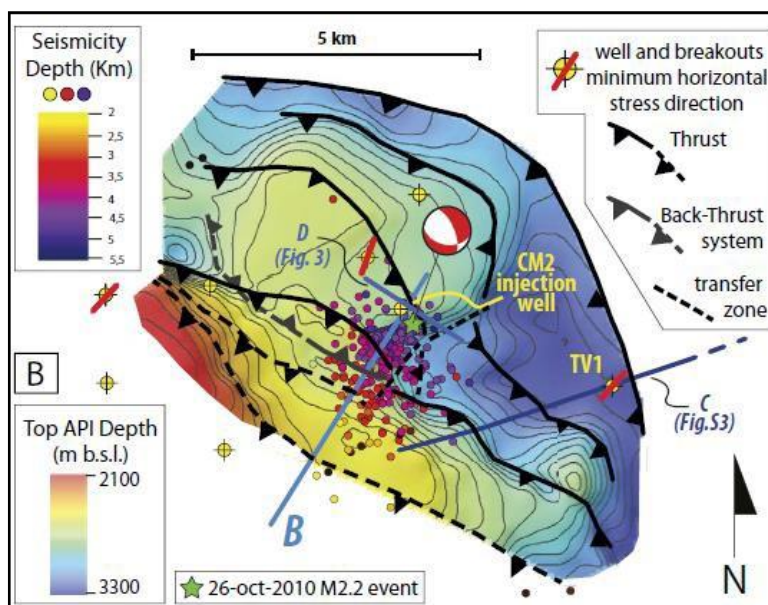 Seismicity
Depth (Km)
2
2,5
3
3,5
4
4,5
5
5,5
5 km
well and breakouts
minimum horizontal
stress direction
Thrust
Back-Thrust
system
transfer
zone
D
(Fig. 3)
CM2
injection
well
TV1
C
(Fig.S3)
B
B
Top API Depth
(m b.s.l.)
2100
3300
26-oct-2010 M2.2 event
N